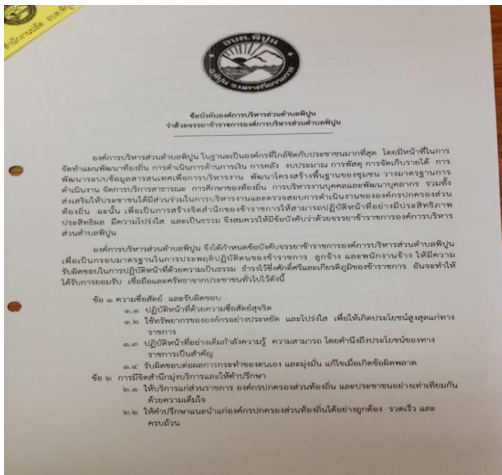 สำนักงานปลัด อบต.พิปูน
อบต.พิปูน
อ.พิปูน จ.นครศรีธรรมราช
ข้อบังคับองค์การบริหารส่วนตำบลพิปูน
ว่าด้วยจรรยาข้าราชการองค์การบริหารส่วนตำบลพิปูน
องค์การบริหารส่วนตำบลพิปูน ในฐานะเป็นองค์กรที่ใกล้ชิดกับประชาชนมากที่สุด โดยมีหน้าที่ในการ
จัดทำแผนพัฒนาท้องถิ่น การดำเนินการด้านการเงิน การคลัง งบประมาณ การพัสดุ การจัดเก็บรายได้ การ
พัฒนาระบบข้อมูลสารสนเทศเพื่อการบริหารงาน พัฒนาโครงสร้างพื้นฐานของชุมชน วางมาตรฐานการ
ดำเนินงาน จัดการบริการสาธารณะ การศึกษาของท้องถิ่น การบริหารงานบุคคลและพัฒนาบุคลากร รวมทั้ง
ส่งเสริมให้ประชาชนได้มีส่วนร่วมในการบริหารงานและตรวจสอบการดำเนินงานขององค์กรปกครองส่วน
ท้องถิ่น ฉะนั้น เพื่อเป็นการสร้างจิตสำนึกของข้าราชการให้สามารถปฏิบัติหน้าที่อย่างมีประสิทธิภาพ
ประสิทธิผล มีความโปร่งใส และเป็นธรรม จึงสมควรให้มีข้อบังคับว่าด้วยจรรยาข้าราชการองค์การบริหาร
ส่วนตำบลพิปูน
องค์การบริหารส่วนตำบลพิปูน จึงได้กำหนดข้อบังคับจรรยาข้าราชการองค์การบริหารส่วนตำบลพิปูน
เพื่อเป็นกรอบมาตรฐานในการประพฤติปฏิบัติตนของข้าราชการ ลูกจ้าง และพนักงานจ้าง ให้มีความ
รับผิดชอบในการปฏิบัติหน้าที่ด้วยความเป็นธรรม ธำรงไว้ซึ่งศักดิ์ศรีและเกียรติภูมิของข้าราชการ อันจะทำให้
ได้รับการยอมรับ เชื่อถือและศรัทธาจากประชาชนทั่วไปไว้ดังนี้
ข้อ ๑ ความซื่อสัตย์ และรับผิดชอบ
๑.๑ ปฏิบัติหน้าที่ด้วยความซื่อสัตย์สุจริต
๑.๒ ใช้ทรัพยากรขององค์กรอย่างประหยัด และโปร่งใส เพื่อให้เกิดประโยชน์สูงสุดแก่ทาง
ราชการ
๑.๓ ปฏิบัติหน้าที่อย่างเต็มกำลังความรู้ ความสามารถ โดยคำนึงถึงประโยชน์ของทาง
ราชการเป็นสำคัญ
๑.๔ รับผิดชอบต่อผลการกระทำของตนเอง และมุ่งมั่น แก้ไขเมื่อเกิดข้อผิดพลาด
ข้อ ๒ การมีจิตสำนึกมุ่งบริการและให้คำปรึกษา
๒.๑ ให้บริการแก่ส่วนราชการ องค์กรปกครองส่วนท้องถิ่น และประชาชนอย่างเท่าเทียมกัน
ด้วยความเต็มใจ
๒.๒ ให้คำปรึกษาแนะนำแก่องค์กรปกครองส่วนท้องถิ่นได้อย่างถูกต้อง รวดเร็ว และ
ครบถ้วน